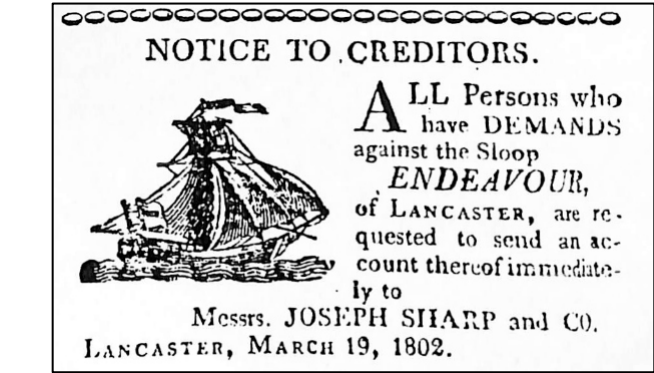 NOTICE TO CREDITORS.
ALL Persons who
have DEMANDS
against the Sloop
ENDEAVOUR,
of LANCASTER, are re-
quested to send an ac-
count thereof immediate-
ly to
Messrs. JOSEPH SHARP and CO.
LANCASTER, MARCH 19, 1802.